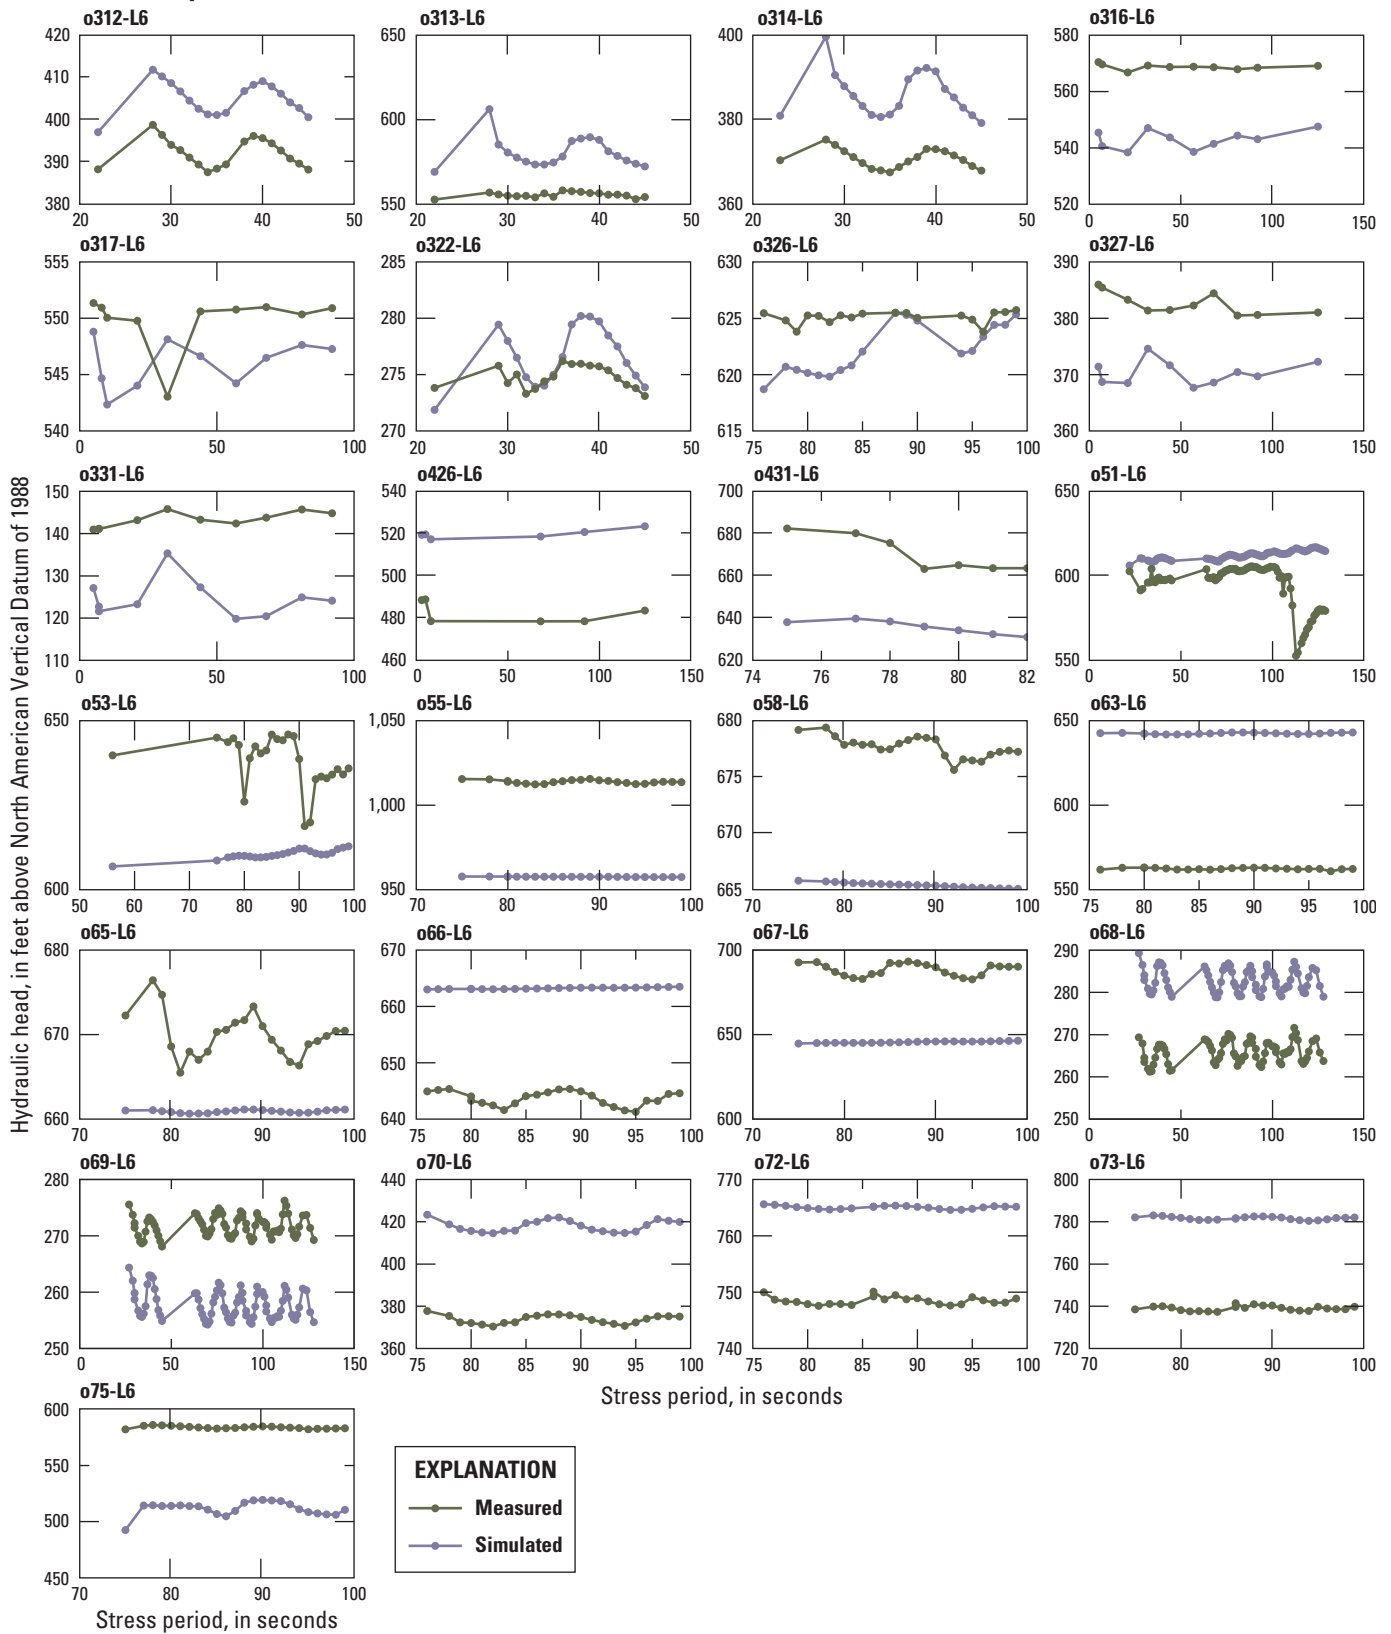 o312-L6 o313-L6 o314-L6 o316-L6
420 650 400 580
410
400 600 380 560
390 540
380 550 360 520
20 30 40 50 20 30 40 50 20 30 40 50 0 50 100 150
o317-L6 o322-L6 o326-L6 o327-L6
555 285 630 390
550 280 625 380
545 275 620 370
540 270 615 360
0 50 100 20 30 40 50 75 80 85 90 95 100 0 50 100 150
o331-L6 o426-L6 o431-L6 o51-L6
150 540 700 650
140 520 680
130 500 660 600
120 480 640
110 460 620 550
0 50 100 0 50 100 150 74 76 78 80 82 0 50 100 150
Hydraulic head, in feet above North American Vertical Datum of 1988
o53-L6 o55-L6 o58-L6 o63-L6
650 1,050 680 650
675
1,000 600
670
600 950 665 550
50 60 70 80 90 100 70 80 90 100 70 80 90 100 75 80 85 90 95 100
o65-L6 o66-L6 o67-L6 o68-L6
680 670 700 290
660 280
670 650 270
650 260
660 640 600 250
70 80 90 100 75 80 85 90 95 100 70 80 90 100 0 50 100 150
o69-L6 o70-L6 o72-L6 o73-L6
280 440 770 800
270 420 760 780
400 760
260 380 750 740
250 360 740 720
0 50 100 150 75 80 85 90 95 100 75 80 85 90 95 100 70 80 90 100
Stress period, in seconds
o75-L6
600
550
500
450
70 80 90 100
Stress period, in seconds
EXPLANATION
Measured
Simulated